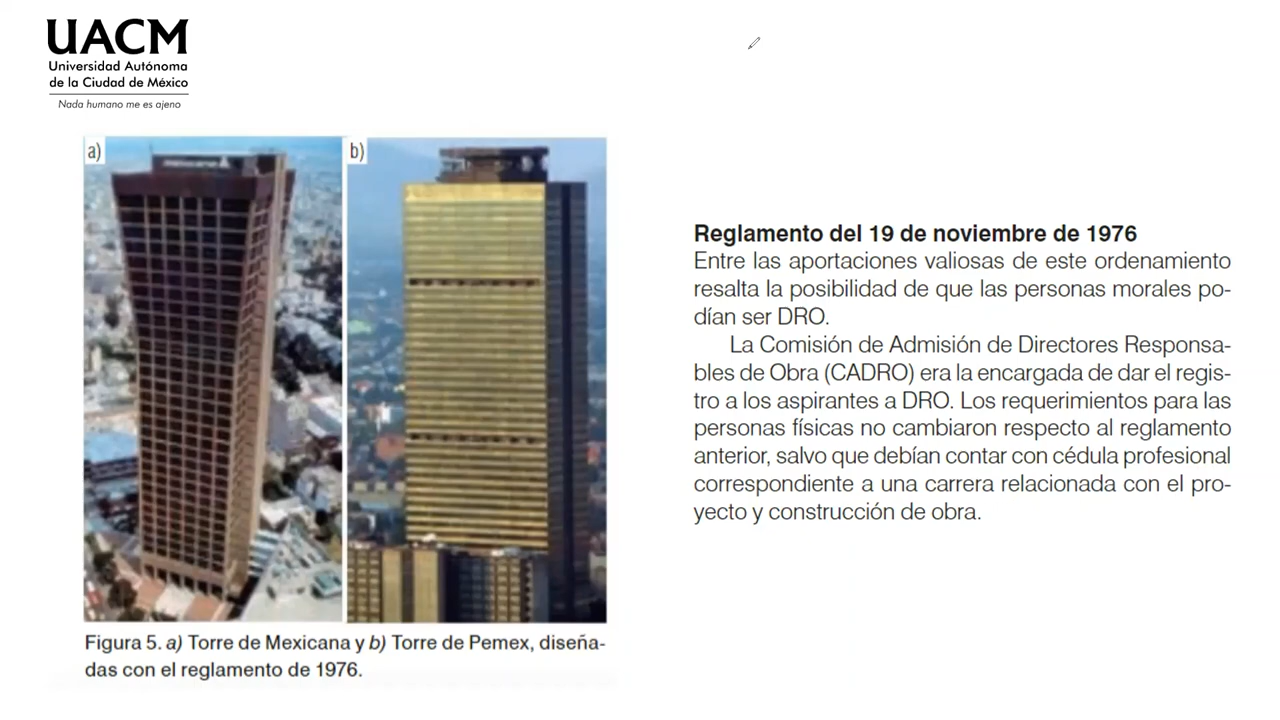 UACM
Universidad Autónoma
de la Ciudad de México
Nada humano me es ajeno
a)
mexicana
b)
Figura 5. a) Torre de Mexicana y b) Torre de Pemex, diseña-
das con el reglamento de 1976.
Reglamento del 19 de noviembre de 1976
Entre las aportaciones valiosas de este ordenamiento
resalta la posibilidad de que las personas morales po-
dían ser DRO.
La Comisión de Admisión de Directores Responsa-
bles de Obra (CADRO) era la encargada de dar el regis-
tro a los aspirantes a DRO. Los requerimientos para las
personas físicas no cambiaron respecto al reglamento
anterior, salvo que debían contar con cédula profesional
correspondiente a una carrera relacionada con el pro-
yecto y construcción de obra.